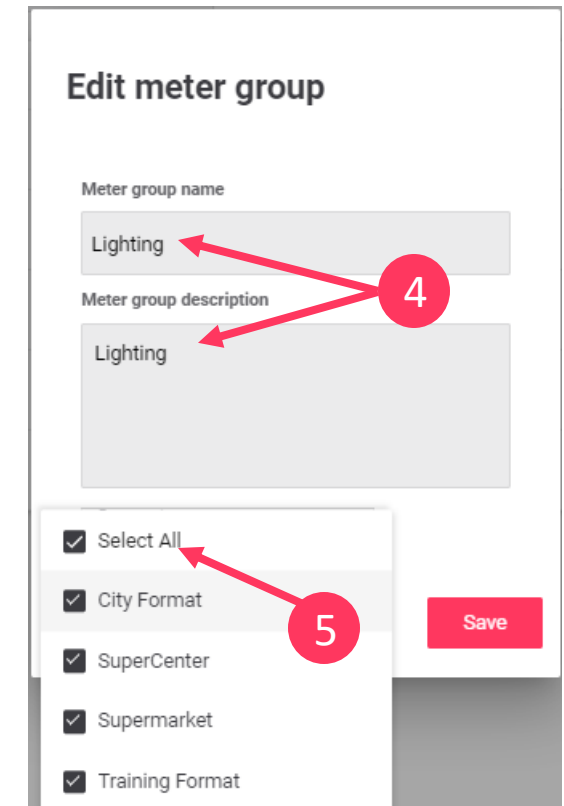 Edit meter group
Meter group name
Lighting
4
Meter group description
Lighting
Select All
City Format
5
Save
SuperCenter
Supermarket
Training Format